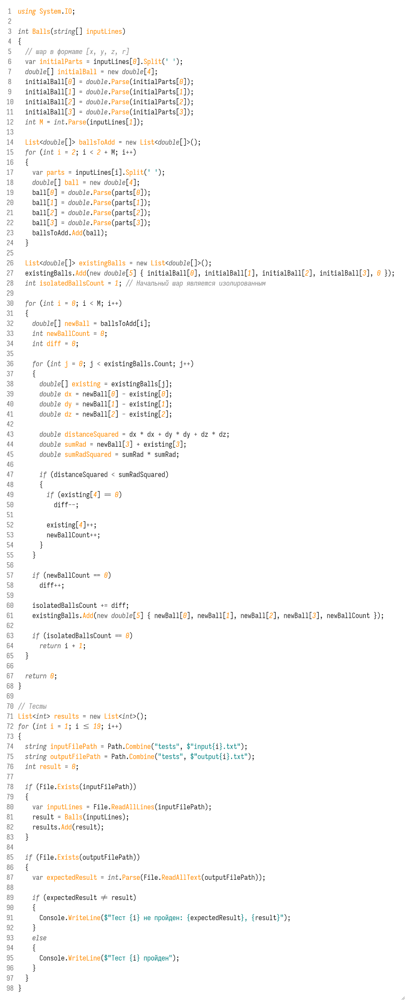 1 using System.IO;
2
3 int Balls(string[] inputLines)
4 {
5   // шар в формате [x, y, z, r]
6   var initialParts = inputLines[0].Split(' ');
7   double[] initialBall = new double[4];
8   initialBall[0] = double.Parse(initialParts[0]);
9   initialBall[1] = double.Parse(initialParts[1]);
10   initialBall[2] = double.Parse(initialParts[2]);
11   initialBall[3] = double.Parse(initialParts[3]);
12   int M = int.Parse(inputLines[1]);
13
14   List<double[]> ballsToAdd = new List<double[]>();
15   for (int i = 2; i < 2 + M; i++)
16   {
17     var parts = inputLines[i].Split(' ');
18     double[] ball = new double[4];
19     ball[0] = double.Parse(parts[0]);
20     ball[1] = double.Parse(parts[1]);
21     ball[2] = double.Parse(parts[2]);
22     ball[3] = double.Parse(parts[3]);
23     ballsToAdd.Add(ball);
24   }
25
26   List<double[]> existingBalls = new List<double[]>();
27   existingBalls.Add(new double[5] { initialBall[0], initialBall[1], initialBall[2], initialBall[3], 0 });
28   int isolatedBallsCount = 1; // Начальный шар является изолированным
29
30   for (int i = 0; i < M; i++)
31   {
32     double[] newBall = ballsToAdd[i];
33     int newBallCount = 0;
34     int diff = 0;
35
36     for (int j = 0; j < existingBalls.Count; j++)
37     {
38       double[] existing = existingBalls[j];
39       double dx = newBall[0] - existing[0];
40       double dy = newBall[1] - existing[1];
41       double dz = newBall[2] - existing[2];
42
43       double distanceSquared = dx * dx + dy * dy + dz * dz;
44       double sumRad = newBall[3] + existing[3];
45       double sumRadSquared = sumRad * sumRad;
46
47       if (distanceSquared < sumRadSquared)
48       {
49         if (existing[4] == 0)
50           diff--;
51
52         existing[4]++;
53         newBallCount++;
54       }
55     }
56
57     if (newBallCount == 0)
58       diff++;
59
60     isolatedBallsCount += diff;
61     existingBalls.Add(new double[5] { newBall[0], newBall[1], newBall[2], newBall[3], newBallCount });
62
63     if (isolatedBallsCount == 0)
64       return i + 1;
65   }
66
67   return 0;
68 }
69
70 // Тесты
71 List<int> results = new List<int>();
72 for (int i = 1; i ≤ 19; i++)
73 {
74   string inputFilePath = Path.Combine("tests", $"input{i}.txt");
75   string outputFilePath = Path.Combine("tests", $"output{i}.txt");
76   int result = 0;
77
78   if (File.Exists(inputFilePath))
79   {
80     var inputLines = File.ReadAllLines(inputFilePath);
81     result = Balls(inputLines);
82     results.Add(result);
83   }
84
85   if (File.Exists(outputFilePath))
86   {
87     var expectedResult = int.Parse(File.ReadAllText(outputFilePath));
88
89     if (expectedResult ≠ result)
90     {
91       Console.WriteLine($"Тест {i} не пройден: {expectedResult}, {result}");
92     }
93     else
94     {
95       Console.WriteLine($"Тест {i} пройден");
96     }
97   }
98 }